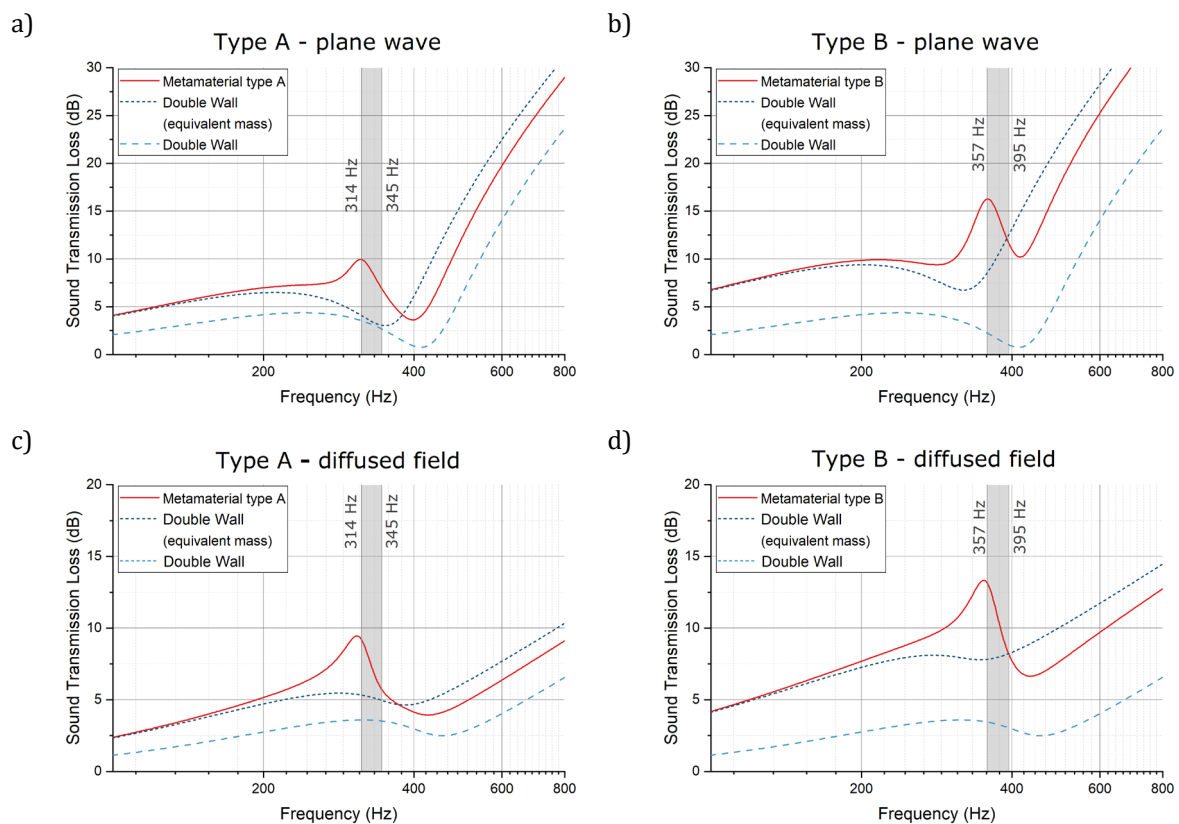 a)
Type A - plane wave
Sound Transmission Loss (dB)
30
25
20
15
10
5
0
Metamaterial type A
Double Wall
(equivalent mass)
Double Wall
314 Hz
345 Hz
200
400
600
800
Frequency (Hz)
b)
Type B - plane wave
Sound Transmission Loss (dB)
30
25
20
15
10
5
0
Metamaterial type B
Double Wall
(equivalent mass)
Double Wall
357 Hz
395 Hz
200
400
600
800
Frequency (Hz)
c)
Type A - diffused field
Sound Transmission Loss (dB)
20
15
10
5
0
Metamaterial type A
Double Wall
(equivalent mass)
Double Wall
314 Hz
345 Hz
200
400
600
800
Frequency (Hz)
d)
Type B - diffused field
Sound Transmission Loss (dB)
20
15
10
5
0
Metamaterial type B
Double Wall
(equivalent mass)
Double Wall
357 Hz
395 Hz
200
400
600
800
Frequency (Hz)